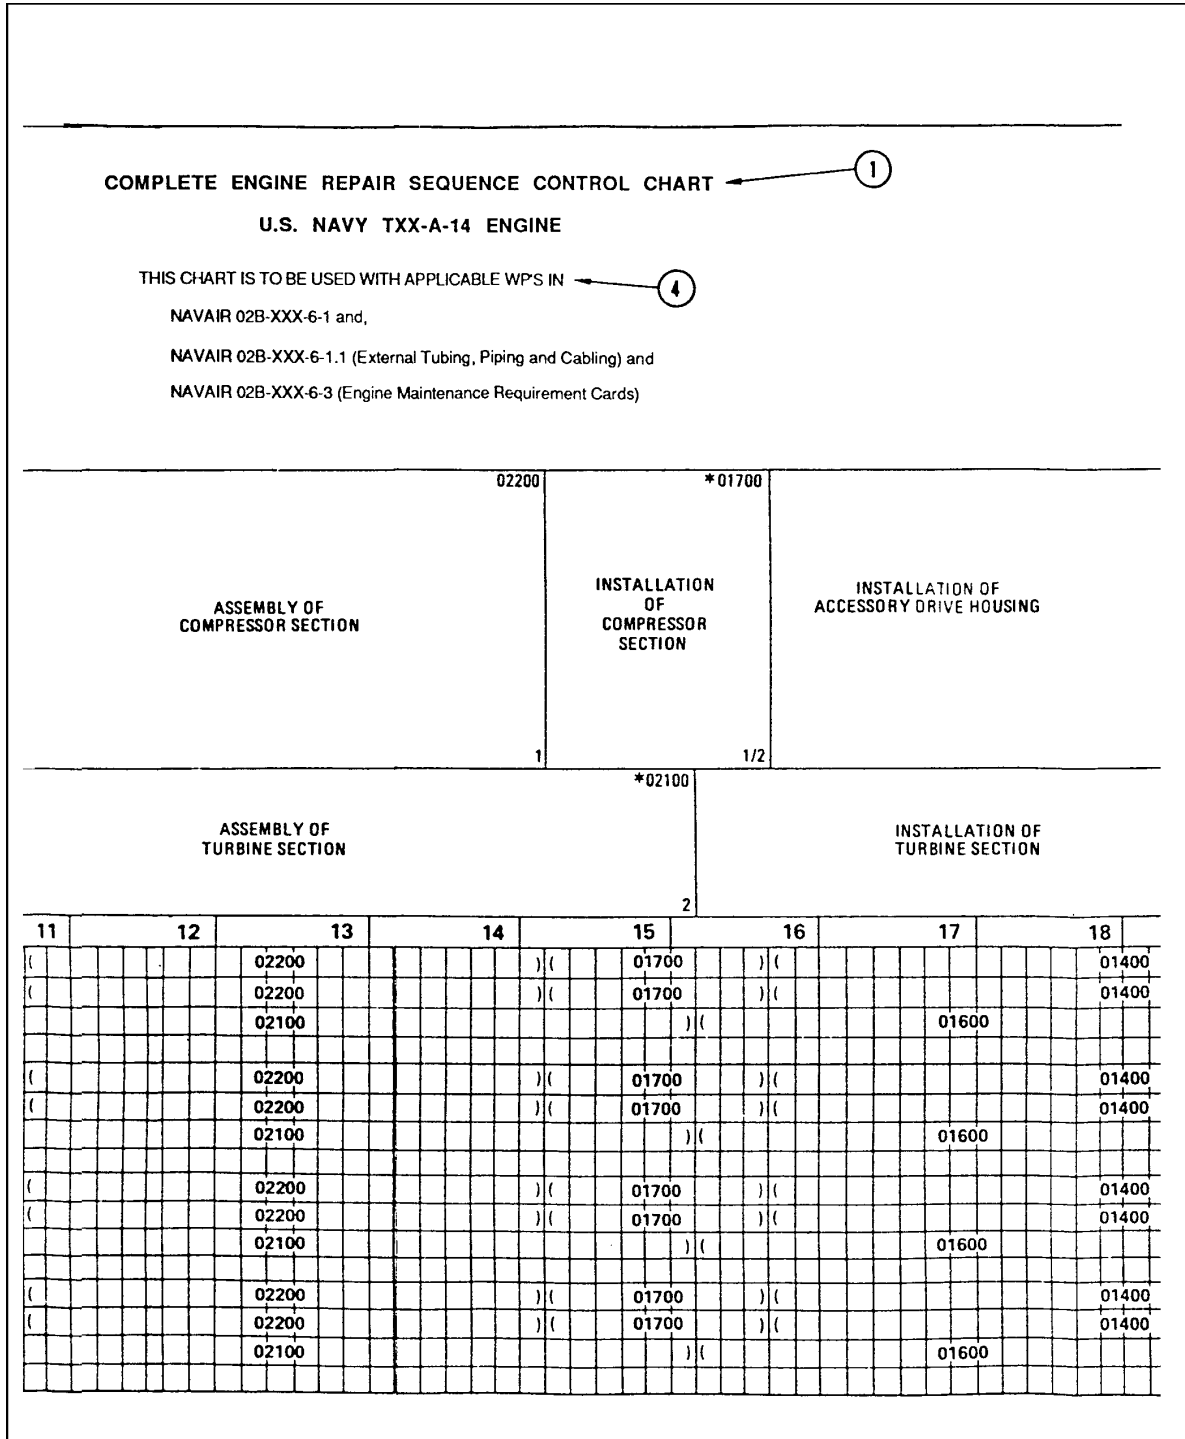 COMPLETE ENGINE REPAIR SEQUENCE CONTROL CHART
1
U.S. NAVY TXX-A-14 ENGINE
THIS CHART IS TO BE USED WITH APPLICABLE WP'S IN
4
NAVAIR 02B-XXX-6-1 and,
NAVAIR 02B-XXX-6-1.1 (External Tubing, Piping and Cabling) and
NAVAIR 02B-XXX-6-3 (Engine Maintenance Requirement Cards)
02200
ASSEMBLY OF
COMPRESSOR SECTION
1
*01700
INSTALLATION
OF
COMPRESSOR
SECTION
1/2
INSTALLATION OF
ACCESSORY DRIVE HOUSING
*02100
ASSEMBLY OF
TURBINE SECTION
2
INSTALLATION OF
TURBINE SECTION
11 12 13 14 15 16 17 18
( 02200 )( 01700 )( 01400
( 02200 )( 01700 )( 01400
02100 )( 01600
( 02200 )( 01700 )( 01400
( 02200 )( 01700 )( 01400
02100 )( 01600
( 02200 )( 01700 )( 01400
( 02200 )( 01700 )( 01400
02100 )( 01600
( 02200 )( 01700 )( 01400
( 02200 )( 01700 )( 01400
02100 )( 01600